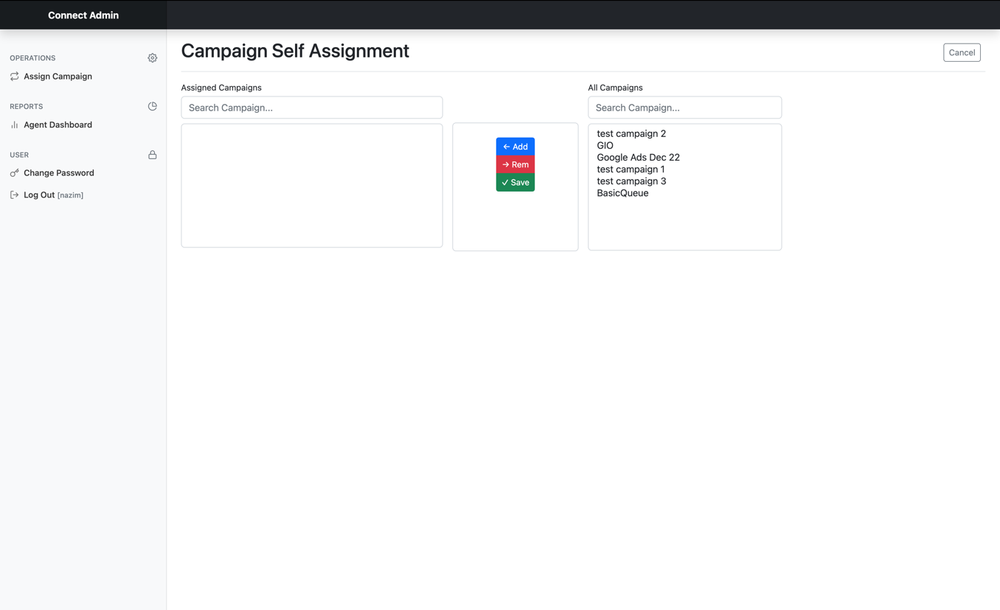 Connect Admin
OPERATIONS
Assign Campaign
REPORTS
Agent Dashboard
USER
Change Password
Log Out [nazim]
Campaign Self Assignment
Cancel
Assigned Campaigns
Search Campaign...
← Add
→ Rem
✓ Save
All Campaigns
Search Campaign...
test campaign 2
GIO
Google Ads Dec 22
test campaign 1
test campaign 3
BasicQueue